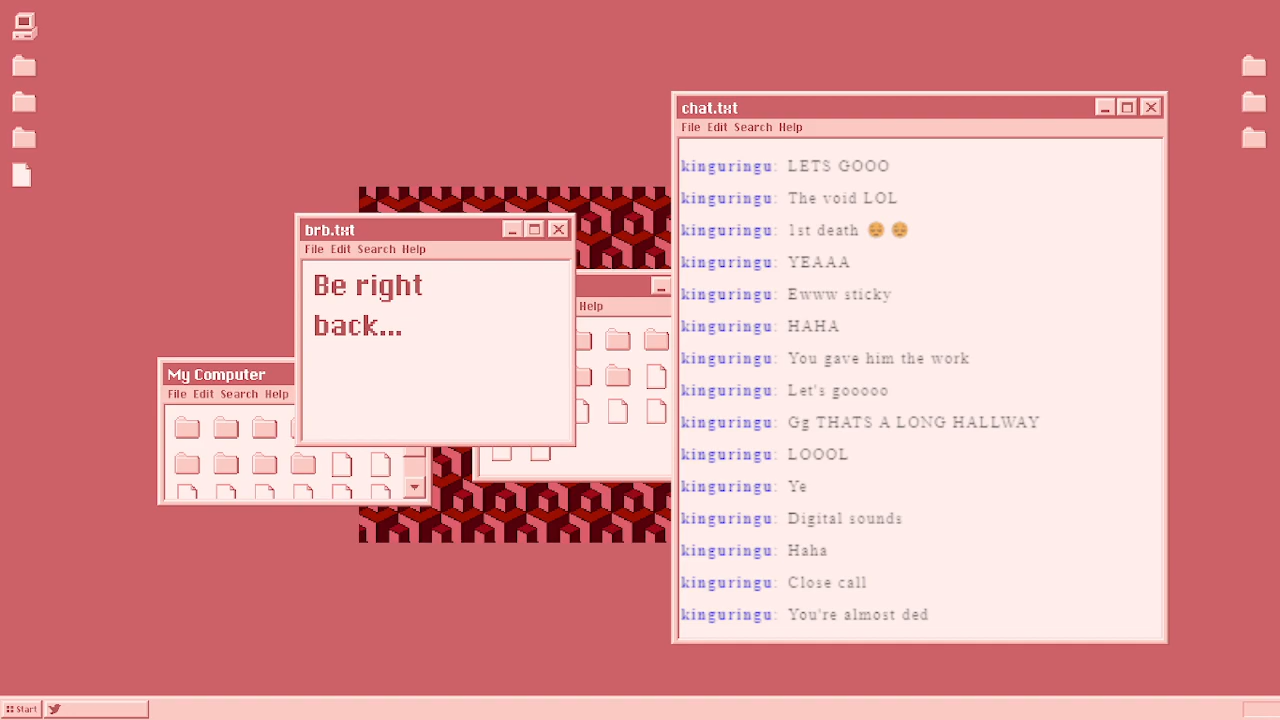 chat.txt
File Edit Search Help
kinguringu: LETS GOOO
kinguringu: The void LOL
kinguringu: 1st death 😔 😔
kinguringu: YEAAA
kinguringu: Ewww sticky
kinguringu: HAHA
kinguringu: You gave him the work
kinguringu: Let's gooooo
kinguringu: Gg THATS A LONG HALLWAY
kinguringu: LOOOL
kinguringu: Ye
kinguringu: Digital sounds
kinguringu: Haha
kinguringu: Close call
kinguringu: You're almost ded
brb.txt
File Edit Search Help
Be right
back...
Help
My Computer
File Edit Search Help
Start